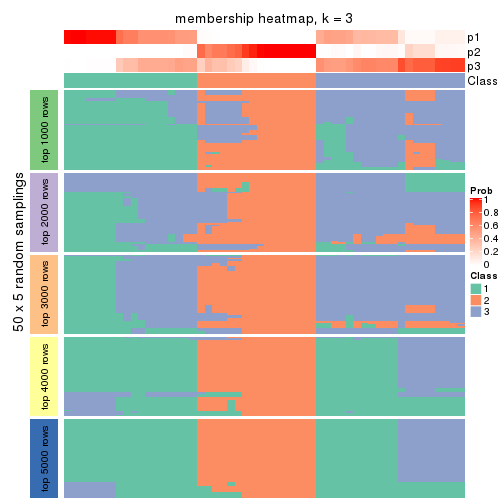 membership heatmap, k = 3
p1
p2
p3
Class
50 x 5 random samplings
top 1000 rows
top 2000 rows
top 3000 rows
top 4000 rows
top 5000 rows
Prob
1
0.8
0.6
0.4
0.2
0
Class
1
2
3